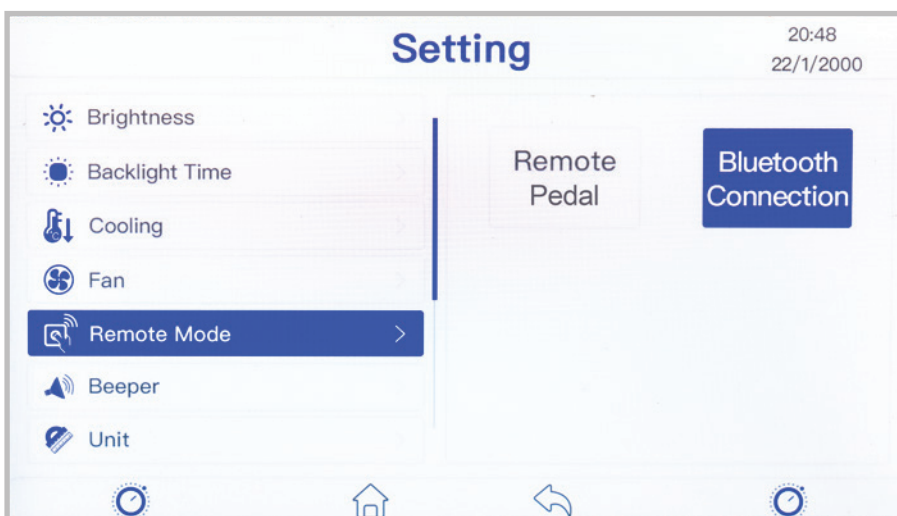 Setting
20:48
22/1/2000
Brightness
Backlight Time
Cooling
Fan
Remote Mode
Beeper
Unit
Remote
Pedal
Bluetooth
Connection